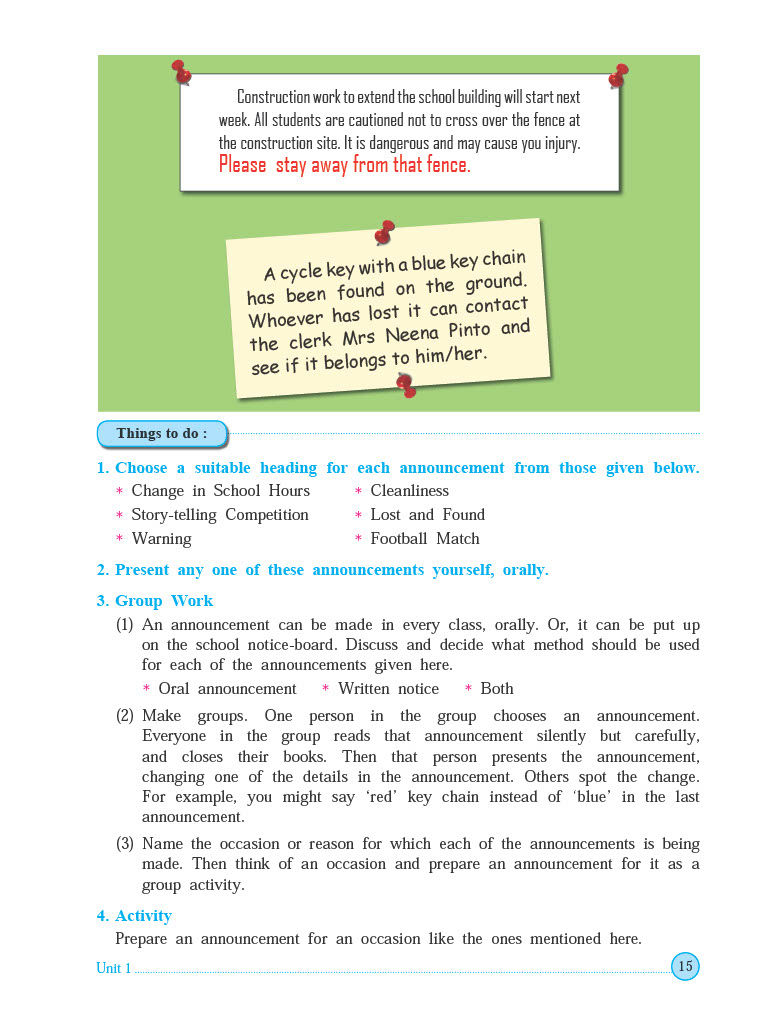 Construction work to extend the school building will start next
week. All students are cautioned not to cross over the fence at
the construction site. It is dangerous and may cause you injury.
Please stay away from that fence.
A cycle key with a blue key chain
has been found on the ground.
Whoever has lost it can contact
the clerk Mrs Neena Pinto and
see if it belongs to him/her.
Things to do :
1. Choose a suitable heading for each announcement from those given below.
* Change in School Hours * Cleanliness
* Story-telling Competition * Lost and Found
* Warning * Football Match
2. Present any one of these announcements yourself, orally.
3. Group Work
(1) An announcement can be made in every class, orally. Or, it can be put up
on the school notice-board. Discuss and decide what method should be used
for each of the announcements given here.
* Oral announcement * Written notice * Both
(2) Make groups. One person in the group chooses an announcement.
Everyone in the group reads that announcement silently but carefully,
and closes their books. Then that person presents the announcement,
changing one of the details in the announcement. Others spot the change.
For example, you might say ‘red’ key chain instead of ‘blue’ in the last
announcement.
(3) Name the occasion or reason for which each of the announcements is being
made. Then think of an occasion and prepare an announcement for it as a
group activity.
4. Activity
Prepare an announcement for an occasion like the ones mentioned here.
Unit 1 15